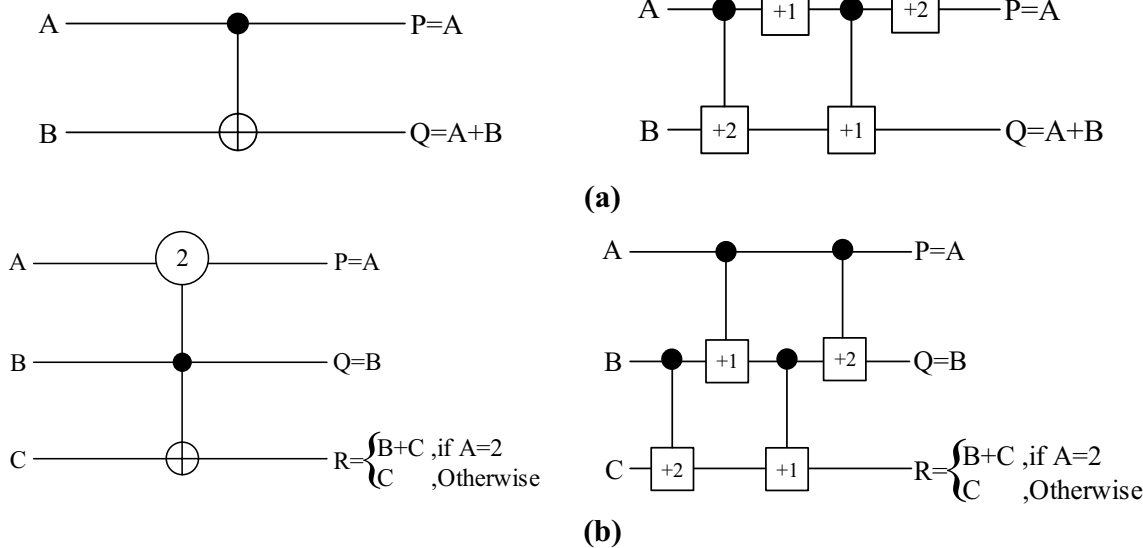 A P=A
B Q=A+B
A +1 +2 P=A
B +2 +1 Q=A+B
(a)
A 2 P=A
B Q=B
C R={B+C ,if A=2
C ,Otherwise
A P=A
B +1 +2 Q=B
C +2 +1 R={B+C ,if A=2
C ,Otherwise
(b)